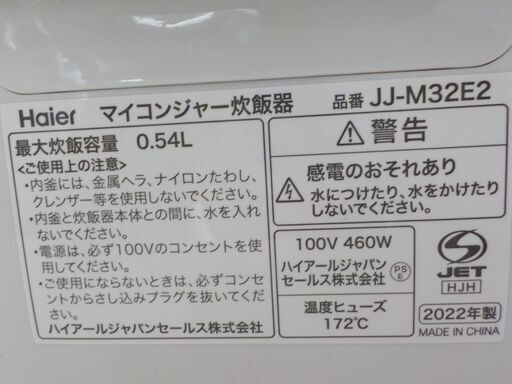 Haier マイコンジャー炊飯器 品番 JJ-M32E2
最大炊飯容量 0.54L
<ご使用上の注意>
・内釜には、金属ヘラ、ナイロンたわし、
クレンザー等を使用しないでください。
・内釜と炊飯器本体との間に、水を入
れないでください。
・電源は、必ず100Vのコンセントを使
用してください。
・ご使用にならないときは、必ずコンセ
ントからさし込みプラグを抜いてくだ
さい。
ハイアールジャパンセールス株式会社
警告
感電のおそれあり
水につけたり、水をかけたり
しないでください。
100V 460W
ハイアールジャパン
セールス株式会社
PS
E
温度ヒューズ
172℃
S
JET
HJH
2022年製
MADE IN CHINA